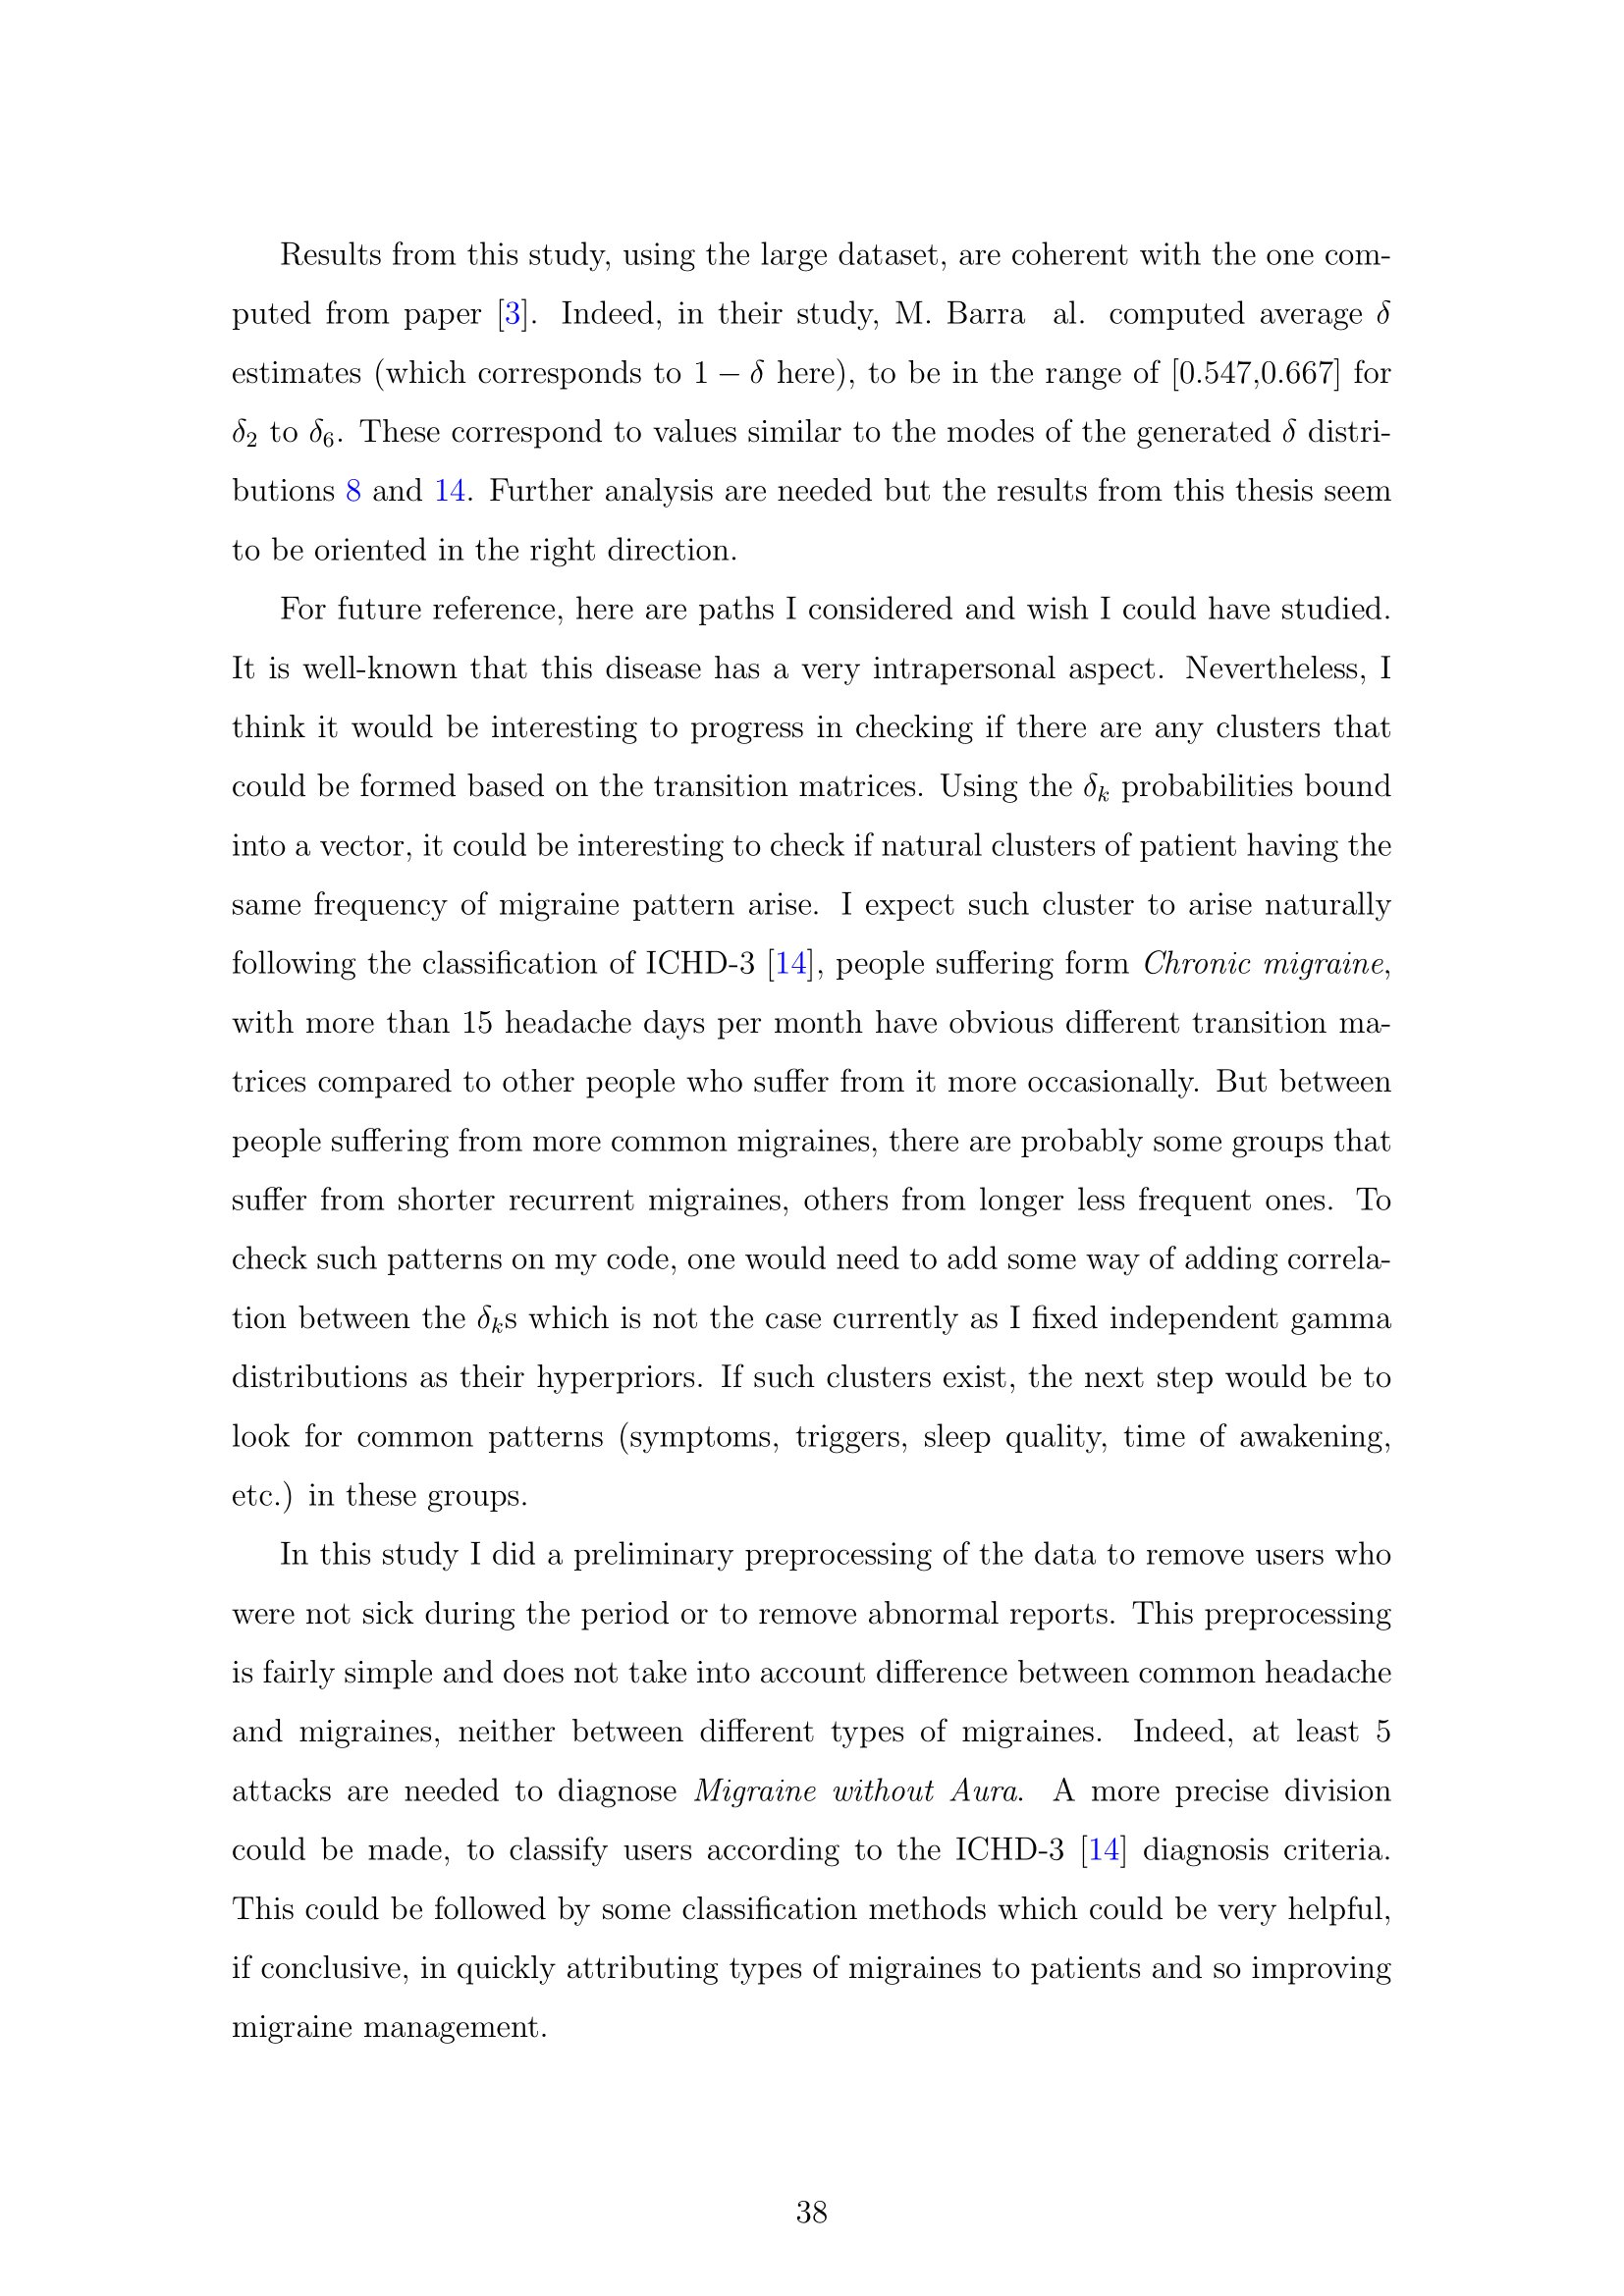 Results from this study, using the large dataset, are coherent with the one com-
puted from paper [3]. Indeed, in their study, M. Barra al. computed average δ
estimates (which corresponds to 1 − δ here), to be in the range of [0.547,0.667] for
δ₂ to δ₆. These correspond to values similar to the modes of the generated δ distri-
butions 8 and 14. Further analysis are needed but the results from this thesis seem
to be oriented in the right direction.
For future reference, here are paths I considered and wish I could have studied.
It is well-known that this disease has a very intrapersonal aspect. Nevertheless, I
think it would be interesting to progress in checking if there are any clusters that
could be formed based on the transition matrices. Using the δₖ probabilities bound
into a vector, it could be interesting to check if natural clusters of patient having the
same frequency of migraine pattern arise. I expect such cluster to arise naturally
following the classification of ICHD-3 [14], people suffering form Chronic migraine,
with more than 15 headache days per month have obvious different transition ma-
trices compared to other people who suffer from it more occasionally. But between
people suffering from more common migraines, there are probably some groups that
suffer from shorter recurrent migraines, others from longer less frequent ones. To
check such patterns on my code, one would need to add some way of adding correla-
tion between the δₖs which is not the case currently as I fixed independent gamma
distributions as their hyperpriors. If such clusters exist, the next step would be to
look for common patterns (symptoms, triggers, sleep quality, time of awakening,
etc.) in these groups.
In this study I did a preliminary preprocessing of the data to remove users who
were not sick during the period or to remove abnormal reports. This preprocessing
is fairly simple and does not take into account difference between common headache
and migraines, neither between different types of migraines. Indeed, at least 5
attacks are needed to diagnose Migraine without Aura. A more precise division
could be made, to classify users according to the ICHD-3 [14] diagnosis criteria.
This could be followed by some classification methods which could be very helpful,
if conclusive, in quickly attributing types of migraines to patients and so improving
migraine management.
38